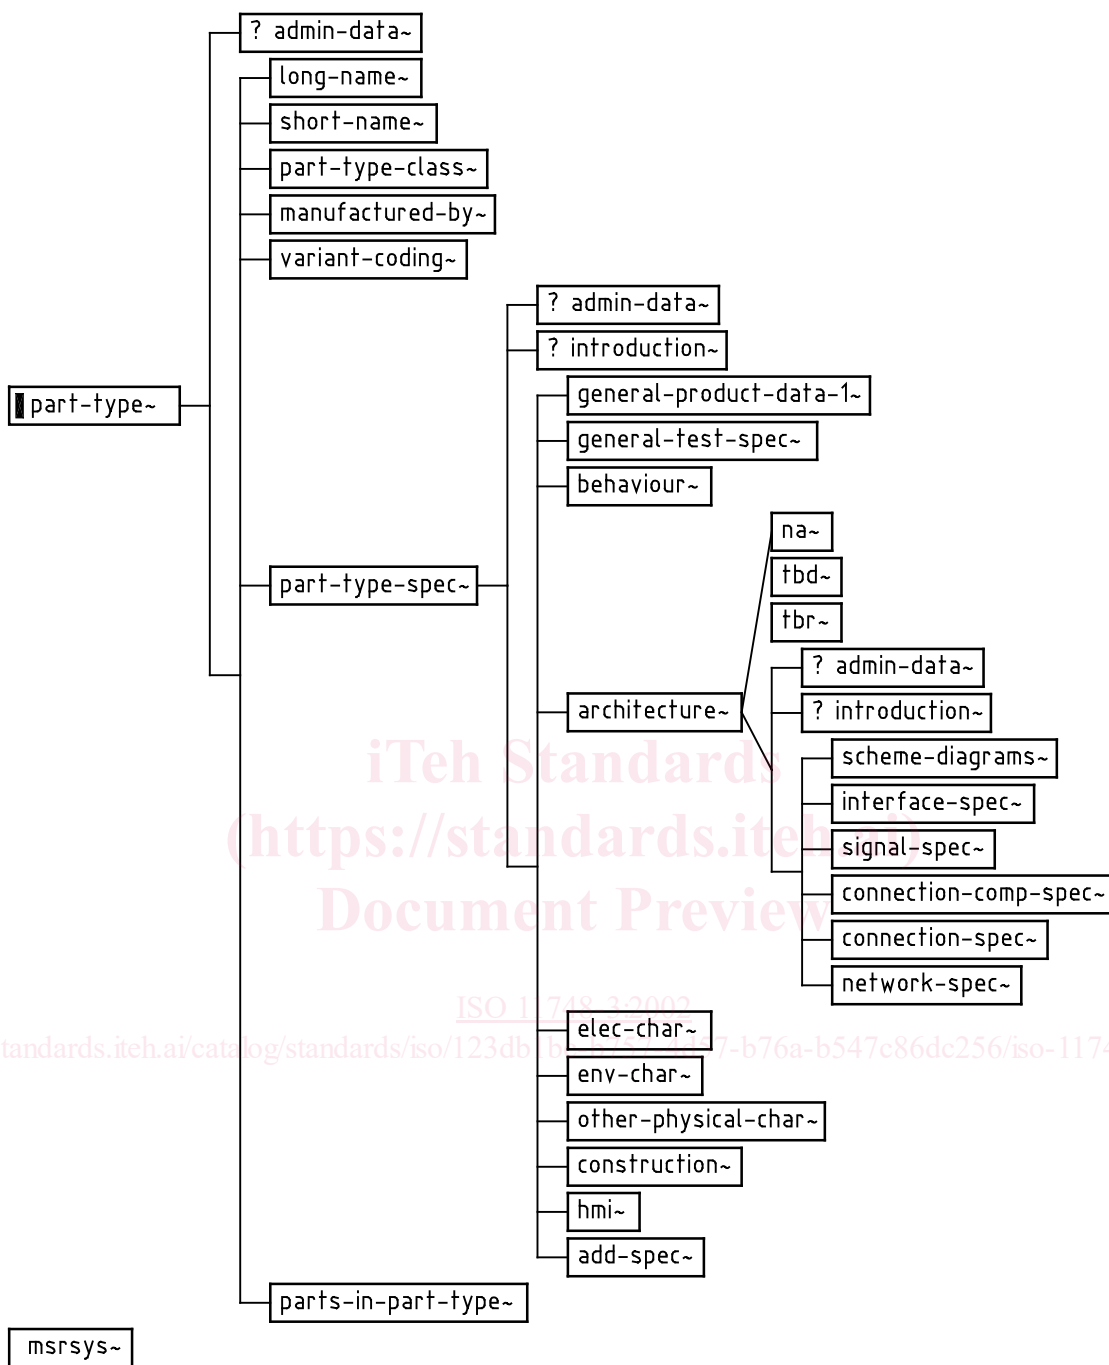 ? admin-data~
long-name~
short-name~
part-type-class~
manufactured-by~
variant-coding~
? admin-data~
? introduction~
general-product-data-1~
part-type~
general-test-spec~
behaviour~
na~
tbd~
part-type-spec~
tbr~
? admin-data~
architecture~
? introduction~
scheme-diagrams~
interface-spec~
signal-spec~
connection-comp-spec~
connection-spec~
network-spec~
elec-char~
env-char~
other-physical-char~
construction~
hmi~
add-spec~
parts-in-part-type~
msrsys~
iTeh Standards
(https://standards.iteh.ai)
Document Preview
ISO 11748-3:2002